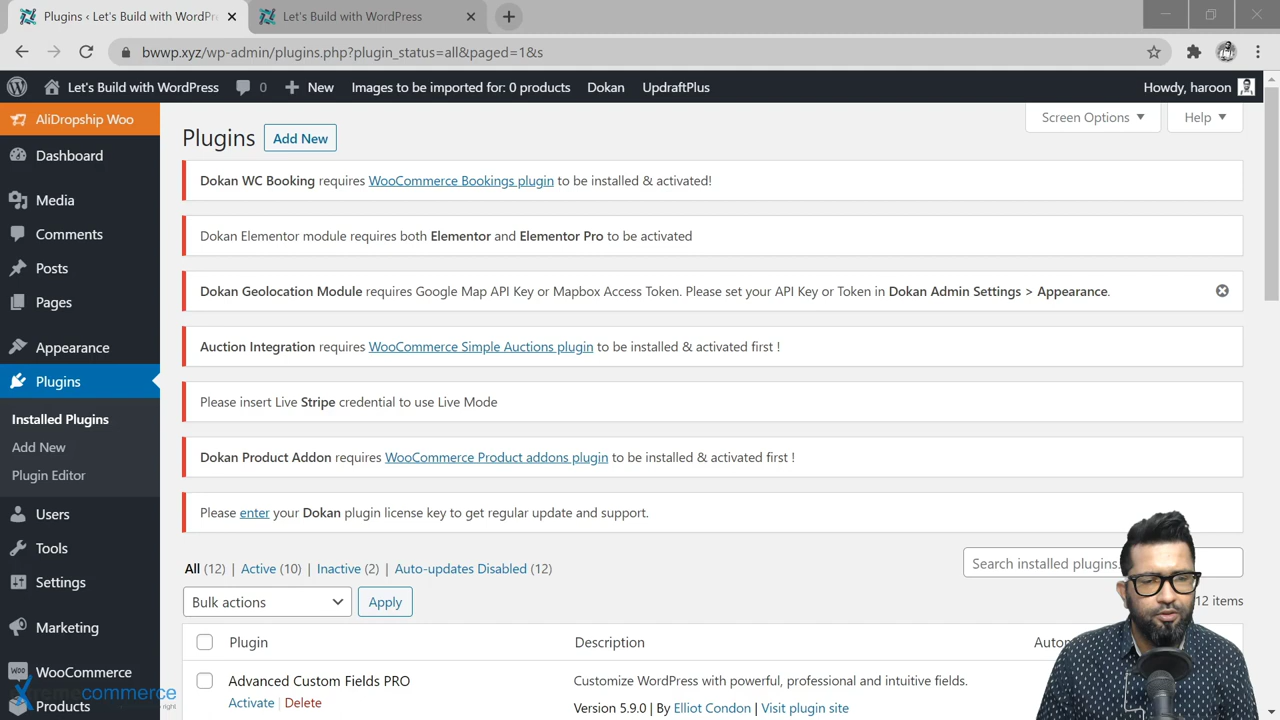 Plugins ‹ Let's Build with WordPr
Let's Build with WordPress
bwwp.xyz/wp-admin/plugins.php?plugin_status=all&paged=1&s
Let's Build with WordPress
0
New
Images to be imported for: 0 products
Dokan
UpdraftPlus
Howdy, haroon
AliDropship Woo
Dashboard
Media
Comments
Posts
Pages
Appearance
Plugins
Installed Plugins
Add New
Plugin Editor
Users
Tools
Settings
Marketing
WooCommerce
Products
Screen Options
Help
Plugins
Add New
Dokan WC Booking requires WooCommerce Bookings plugin to be installed & activated!
Dokan Elementor module requires both Elementor and Elementor Pro to be activated
Dokan Geolocation Module requires Google Map API Key or Mapbox Access Token. Please set your API Key or Token in Dokan Admin Settings > Appearance.
Auction Integration requires WooCommerce Simple Auctions plugin to be installed & activated first !
Please insert Live Stripe credential to use Live Mode
Dokan Product Addon requires WooCommerce Product addons plugin to be installed & activated first !
Please enter your Dokan plugin license key to get regular update and support.
All (12) | Active (10) | Inactive (2) | Auto-updates Disabled (12)
Search installed plugins.
Bulk actions
Apply
12 items
Plugin
Description
Autom
Advanced Custom Fields PRO
Activate | Delete
Customize WordPress with powerful, professional and intuitive fields.
Version 5.9.0 | By Elliot Condon | Visit plugin site